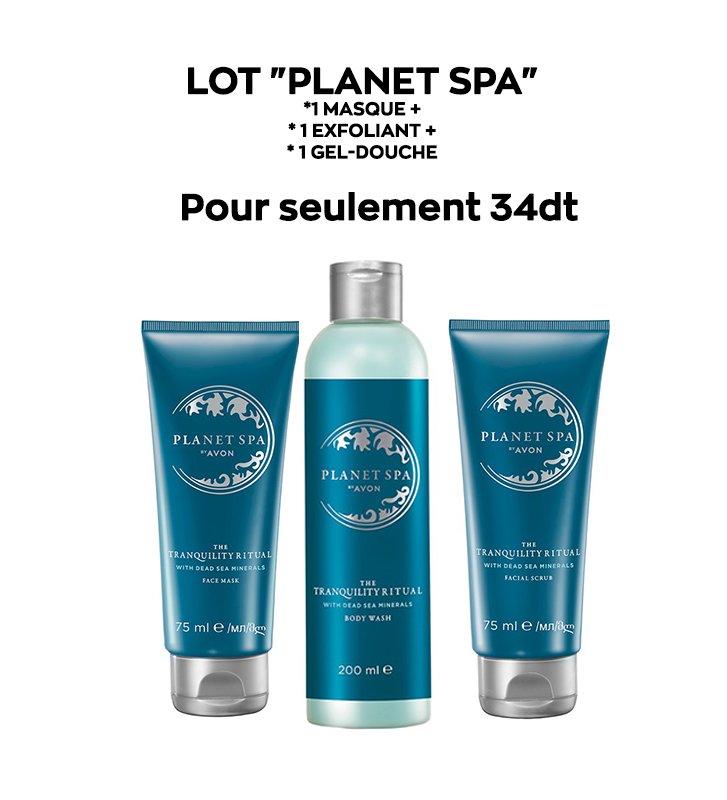 LOT "PLANET SPA"
*1 MASQUE +
* 1 EXFOLIANT +
* 1 GEL-DOUCHE
Pour seulement 34dt
PLANET SPA
BY AVON
THE
TRANQUILITY RITUAL
WITH DEAD SEA MINERALS
FACE MASK
75 ml e /мл/მლ
PLANET SPA
BY AVON
THE
TRANQUILITY RITUAL
WITH DEAD SEA MINERALS
BODY WASH
200 ml e
PLANET SPA
BY AVON
THE
TRANQUILITY RITUAL
WITH DEAD SEA MINERALS
FACIAL SCRUB
75 ml e /мл/მლ